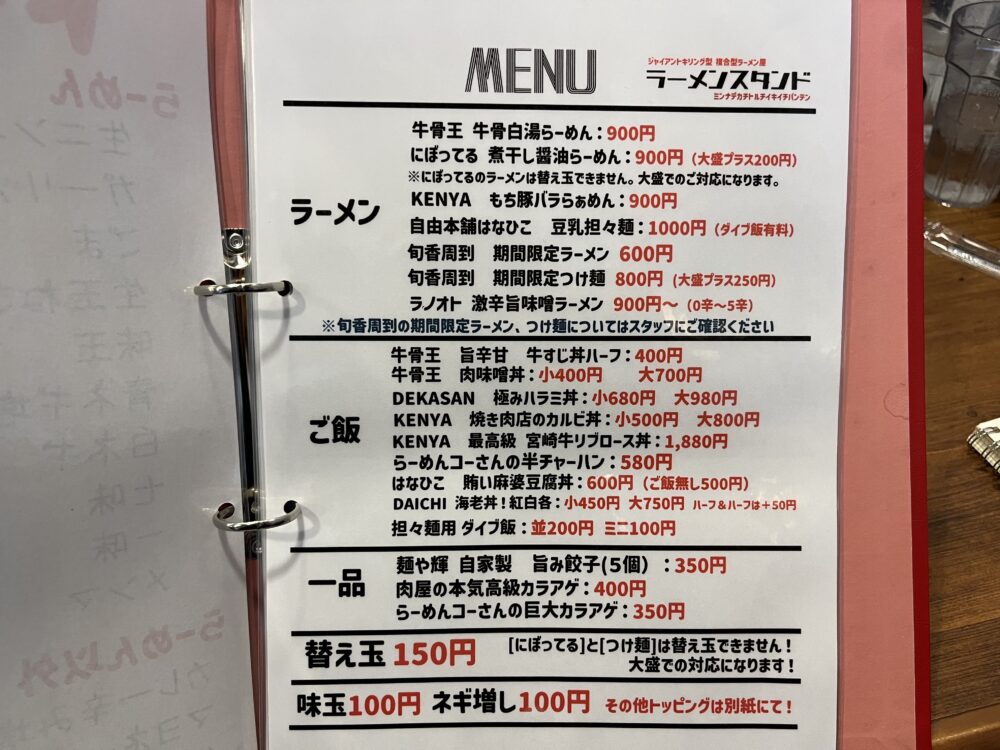 MENU
ジャイアントキリング型 複合型ラーメン屋
ラーメンスタンド
ミンナデカチトルチイキイチバンテン
ラーメン
牛骨王 牛骨白湯らーめん：900円
にぼってる 煮干し醤油らーめん：900円（大盛プラス200円）
※にぼってるのラーメンは替え玉できません。大盛でのご対応になります。
KENYA もち豚バラらぁめん：900円
自由本舗はなひこ 豆乳担々麺：1000円（ダイブ飯有料）
旬香周到 期間限定ラーメン 600円
旬香周到 期間限定つけ麺 800円（大盛プラス250円）
ラノオト 激辛旨味噌ラーメン 900円～（0辛～5辛）
※旬香周到の期間限定ラーメン、つけ麺についてはスタッフにご確認ください
ご飯
牛骨王 旨辛甘 牛すじ丼ハーフ：400円
牛骨王 肉味噌丼：小400円 大700円
DEKASAN 極みハラミ丼：小680円 大980円
KENYA 焼き肉店のカルビ丼：小500円 大800円
KENYA 最高級 宮崎牛リブロース丼：1,880円
らーめんコーさんの半チャーハン：580円
はなひこ 賄い麻婆豆腐丼：600円（ご飯無し500円）
DAICHI 海老丼！紅白各：小450円 大750円 ハーフ＆ハーフは＋50円
担々麺用 ダイブ飯：並200円 ミニ100円
一品
麺や輝 自家製 旨み餃子(5個)：350円
肉屋の本気高級カラアゲ：400円
らーめんコーさんの巨大カラアゲ：350円
替え玉 150円
[にぼってる]と[つけ麺]は替え玉できません！
大盛での対応になります！
味玉100円 ネギ増し100円 その他トッピングは別紙にて！
らーめん
らーめん以外